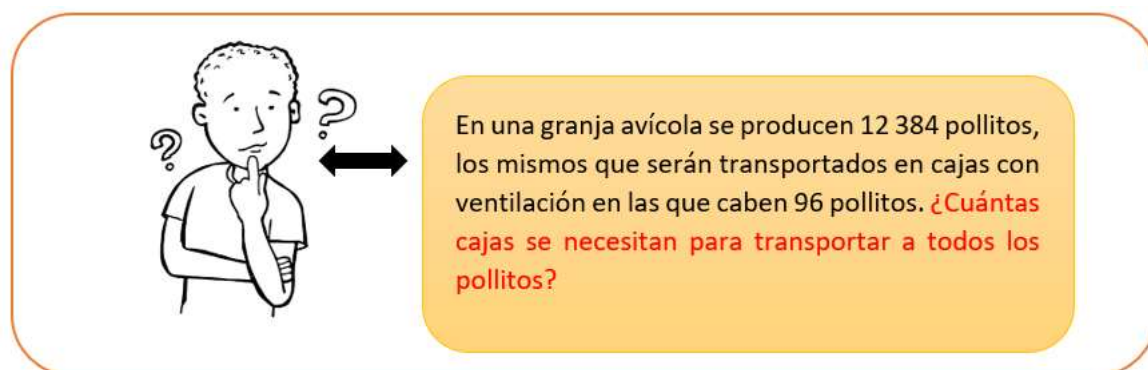 ?
?
En una granja avícola se producen 12 384 pollitos,
los mismos que serán transportados en cajas con
ventilación en las que caben 96 pollitos. ¿Cuántas
cajas se necesitan para transportar a todos los
pollitos?